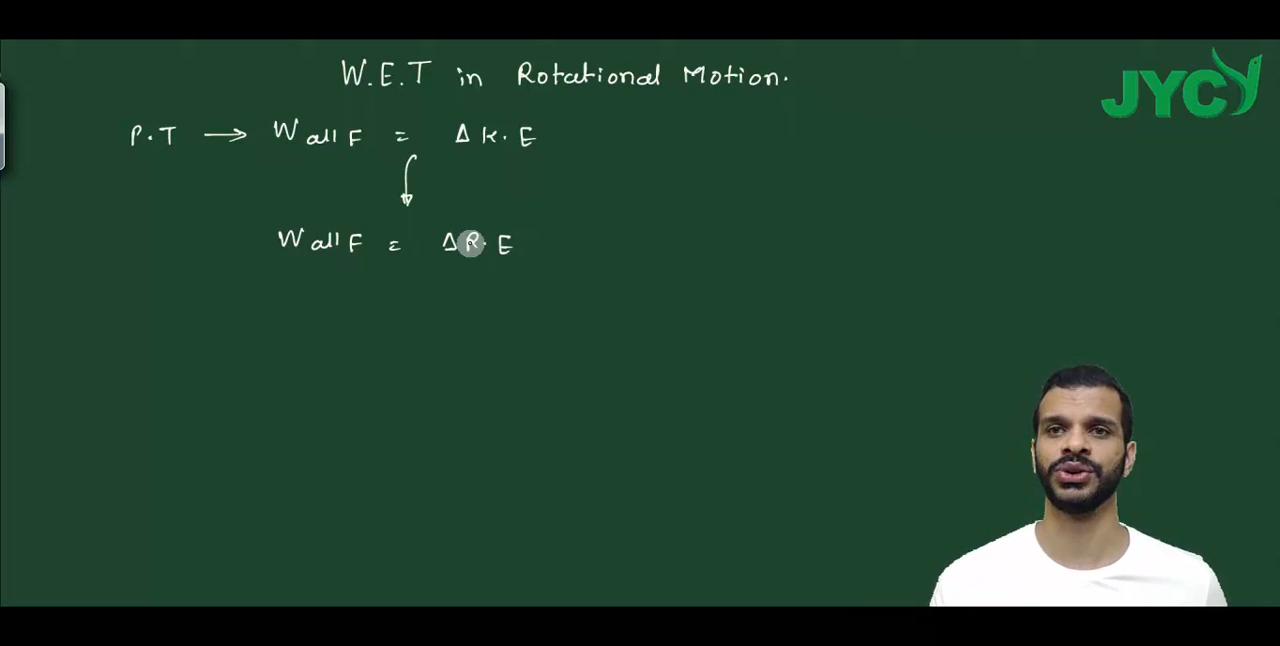 W.E.T in Rotational Motion.
JYC
P.T → W all F = Δ K.E
W all F = Δ R.E